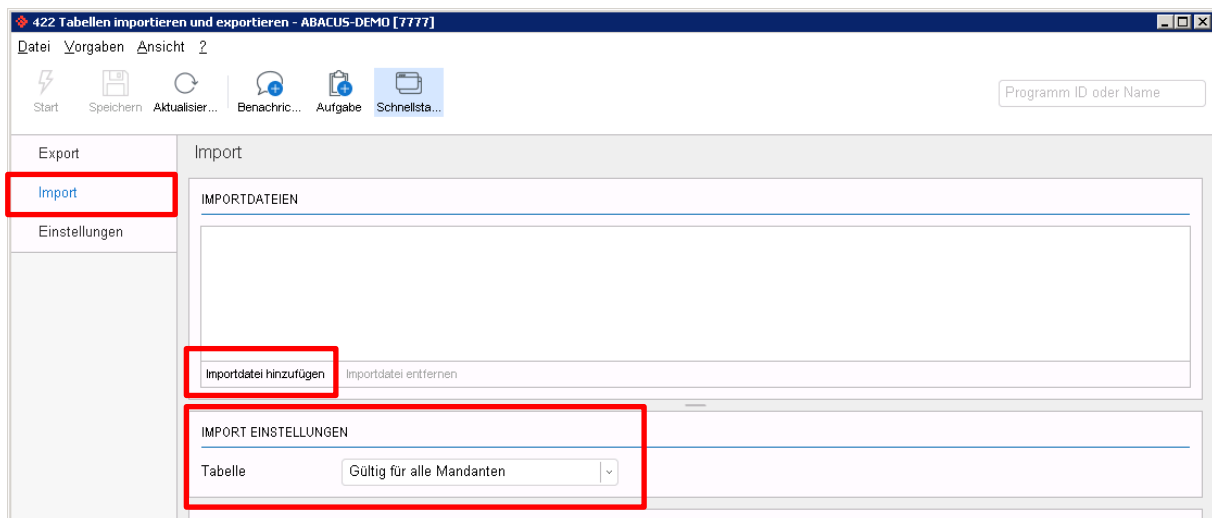 422 Tabellen importieren und exportieren - ABACUS-DEMO [7777]
Datei Vorgaben Ansicht ?
Start Speichern Aktualisier... Benachric... Aufgabe Schnellsta... Programm ID oder Name
Export
Import
Einstellungen
Import
IMPORTDATEIEN
Importdatei hinzufügen Importdatei entfernen
IMPORT EINSTELLUNGEN
Tabelle Gültig für alle Mandanten